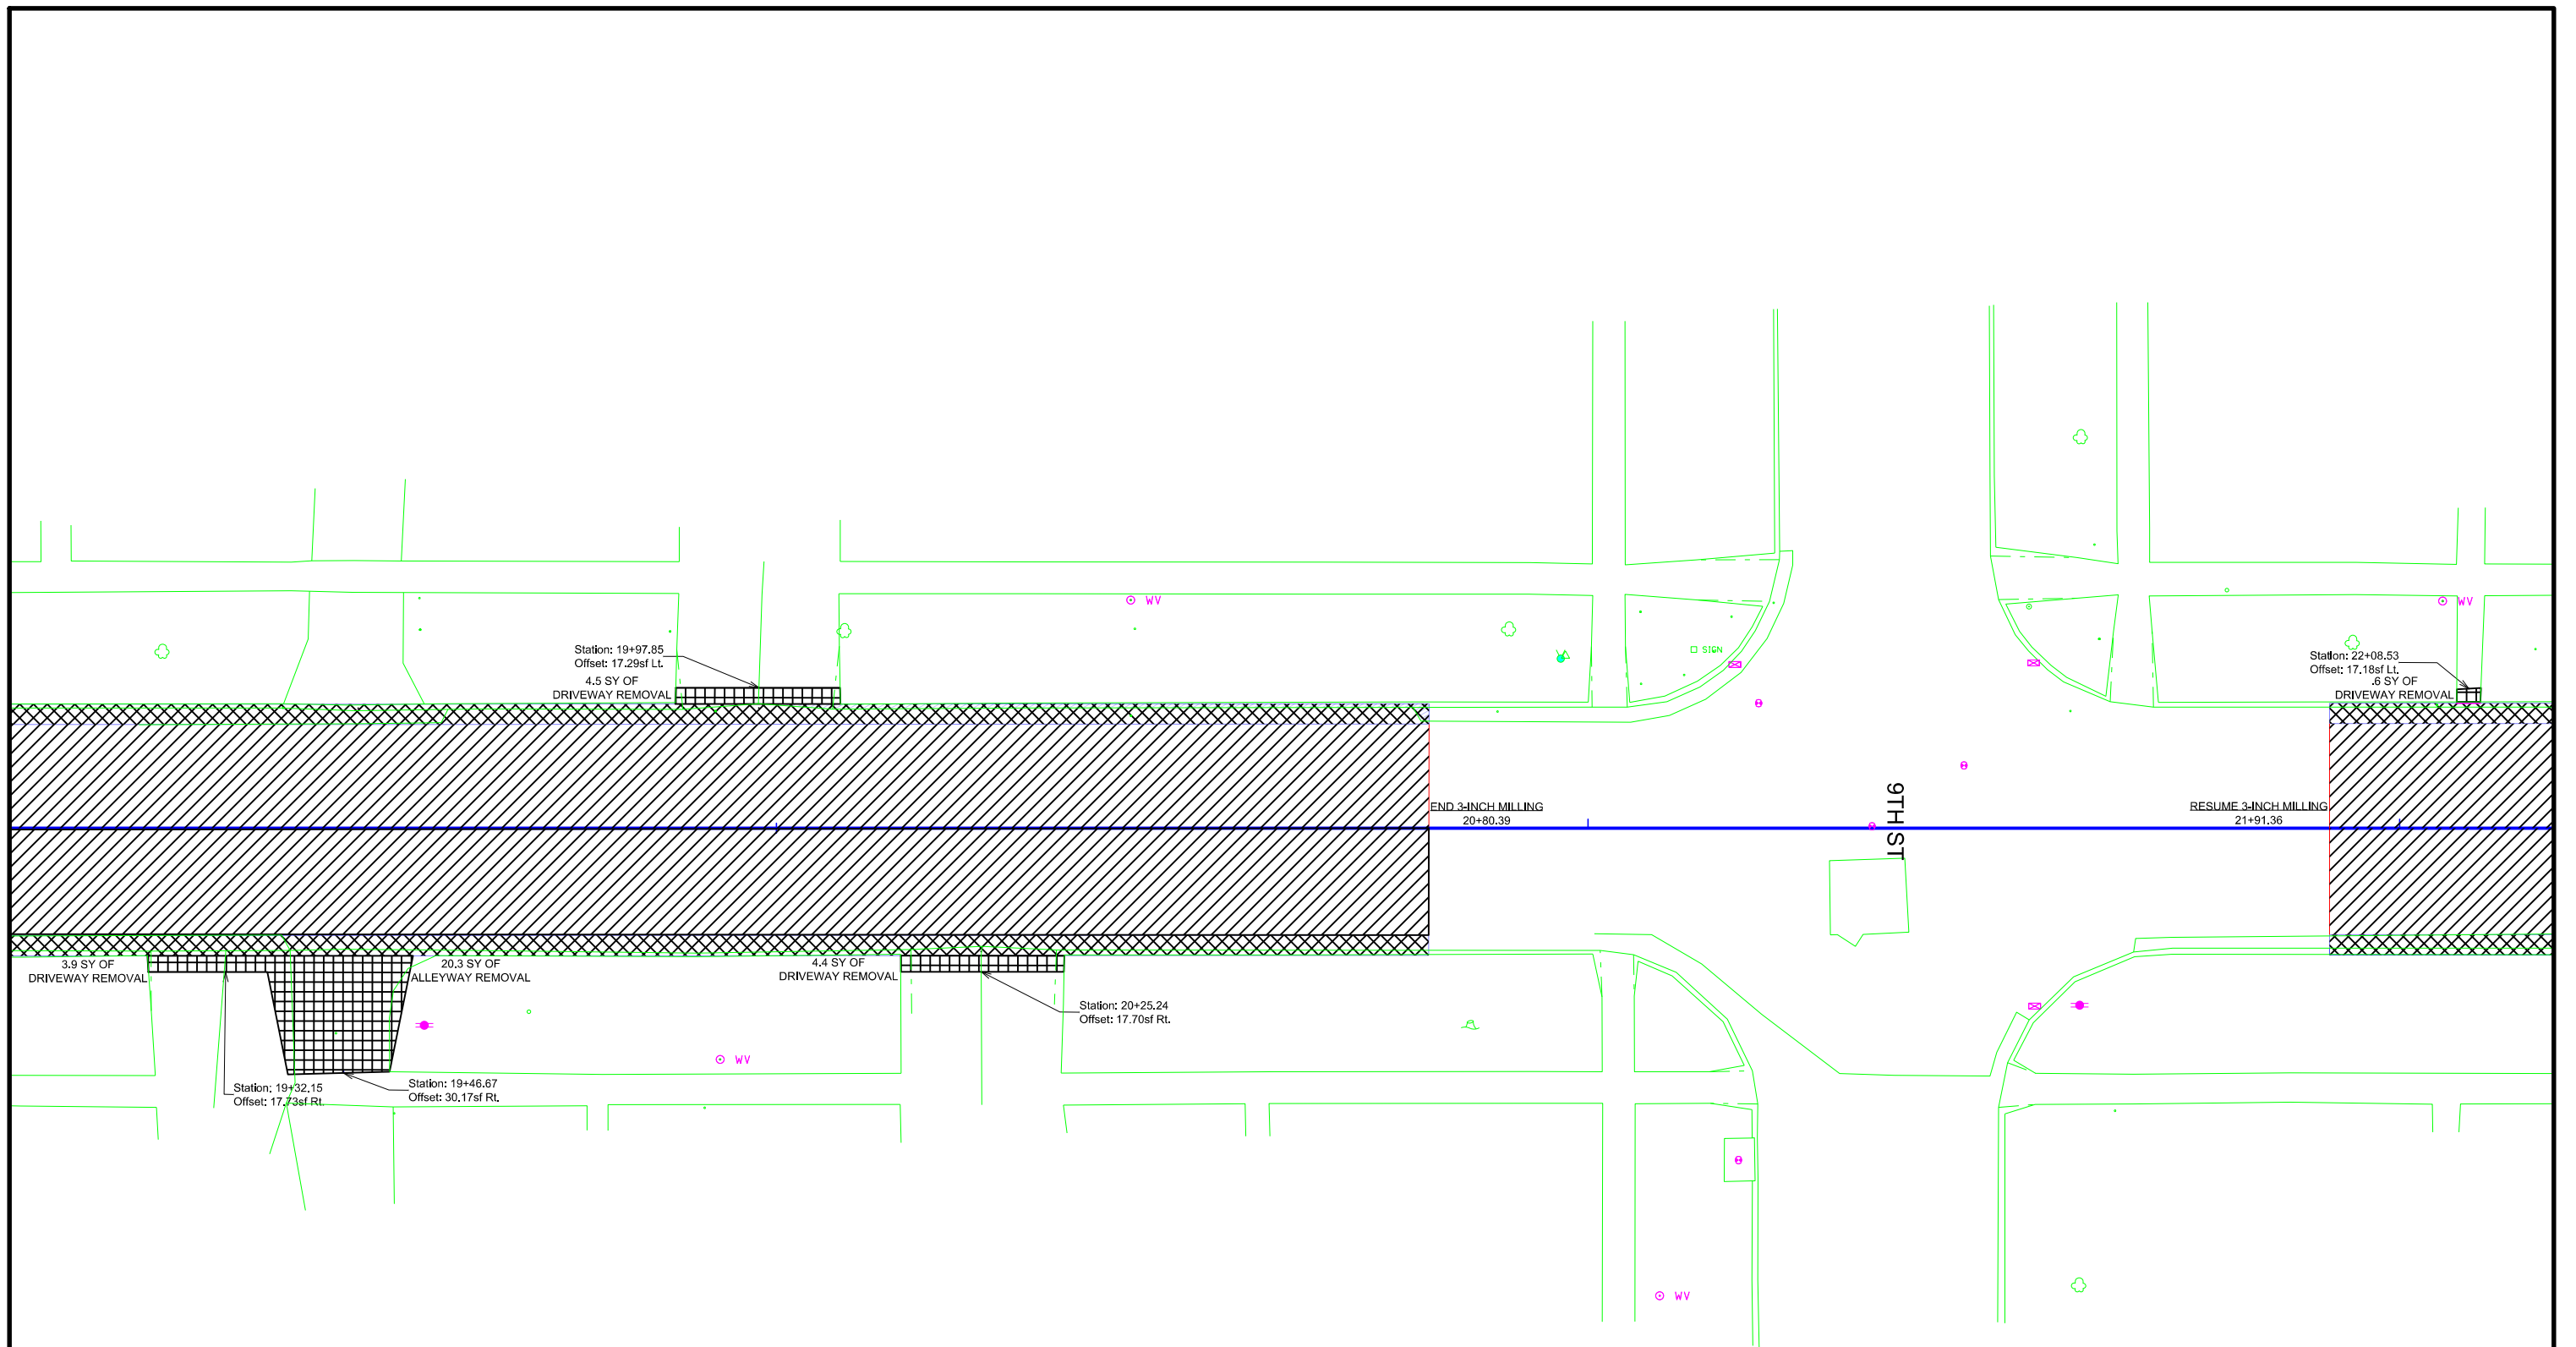 WV
SIGN
WV
Station: 19+97.85
Offset: 17.29sf Lt.
4.5 SY OF
DRIVEWAY REMOVAL
Station: 22+08.53
Offset: 17.18sf Lt.
.6 SY OF
DRIVEWAY REMOVAL
END 3-INCH MILLING
20+80.39
9TH ST
RESUME 3-INCH MILLING
21+91.36
3.9 SY OF
DRIVEWAY REMOVAL
20.3 SY OF
ALLEYWAY REMOVAL
4.4 SY OF
DRIVEWAY REMOVAL
Station: 20+25.24
Offset: 17.70sf Rt.
WV
Station: 19+32.15
Offset: 17.73sf Rt.
Station: 19+46.67
Offset: 30.17sf Rt.
WV